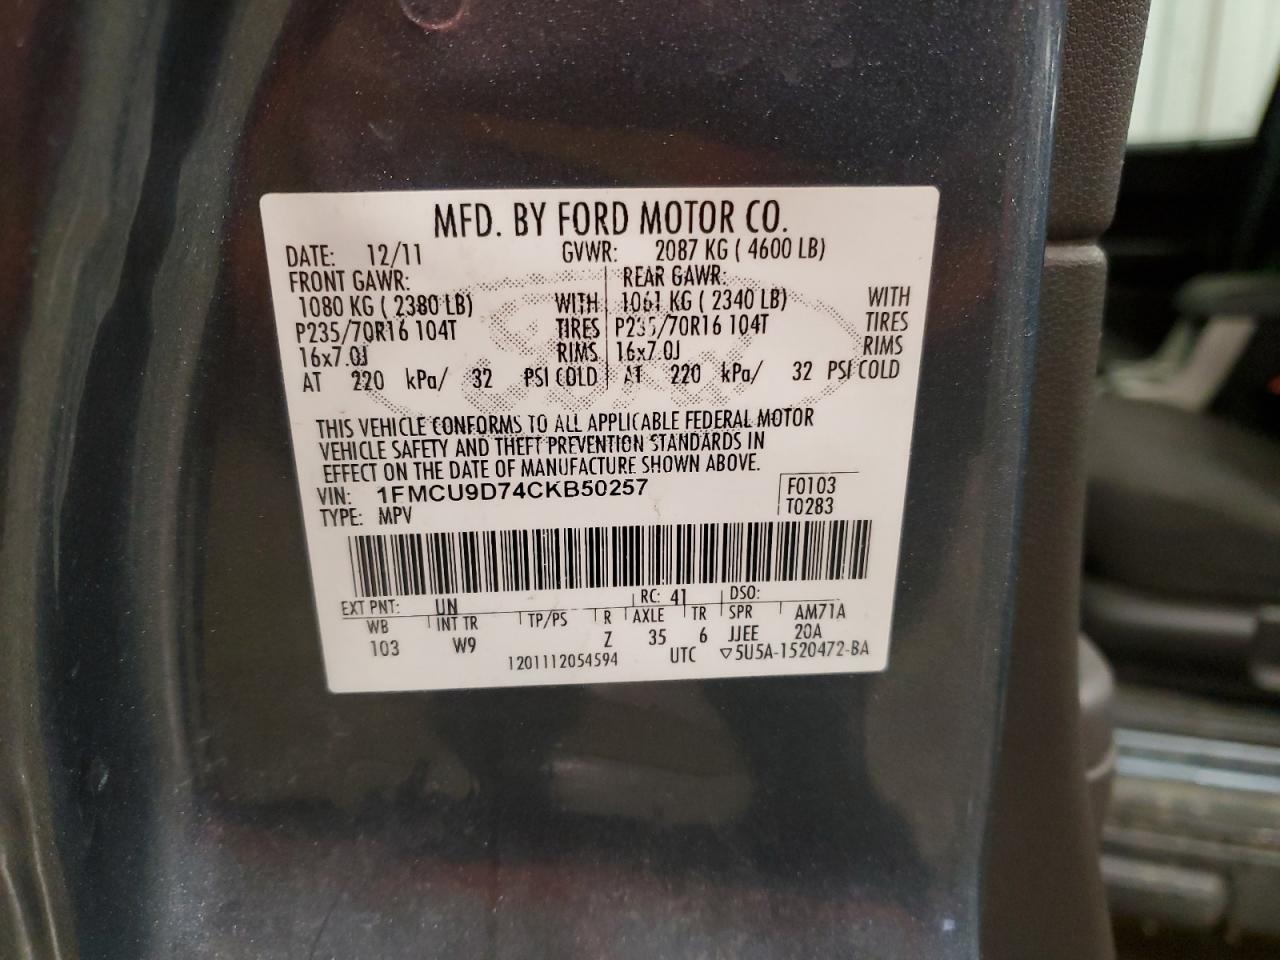 MFD. BY FORD MOTOR CO.
DATE: 12/11 GVWR: 2087 KG ( 4600 LB)
FRONT GAWR: REAR GAWR:
1080 KG ( 2380 LB) WITH 1061 KG ( 2340 LB) WITH
P235/70R16 104T TIRES P235/70R16 104T TIRES
16x7.0J RIMS 16x7.0J RIMS
AT 220 kPa/ 32 PSI COLD AT 220 kPa/ 32 PSI COLD
THIS VEHICLE CONFORMS TO ALL APPLICABLE FEDERAL MOTOR
VEHICLE SAFETY AND THEFT PREVENTION STANDARDS IN
EFFECT ON THE DATE OF MANUFACTURE SHOWN ABOVE.
VIN: 1FMCU9D74CKB50257 F0103
TYPE: MPV T0283
EXT PNT: UN RC: 41 DSO:
WB INT TR TP/PS R AXLE TR SPR AM71A
103 W9 Z 35 6 JJEE 20A
1201112054594 UTC ▽5U5A-1520472-BA